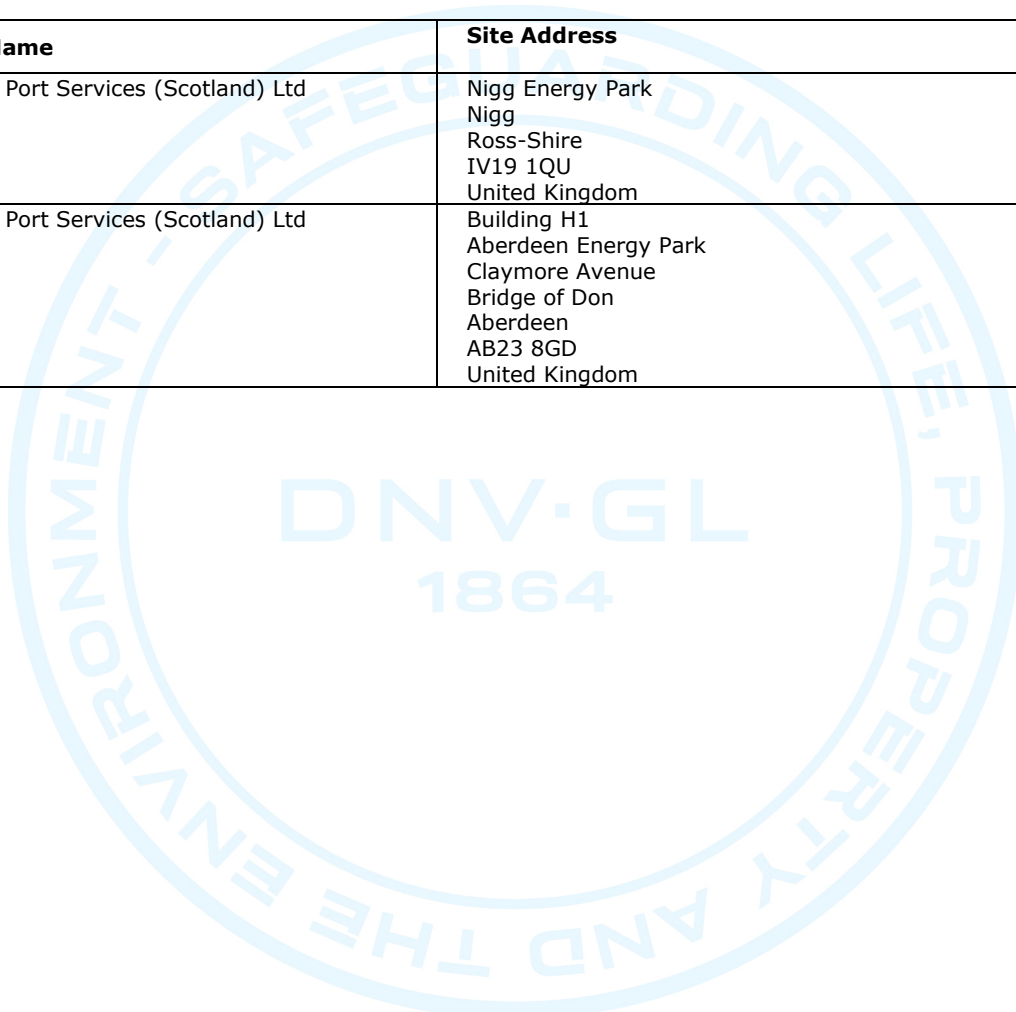 Site Address
Port Services (Scotland) Ltd
Nigg Energy Park
Nigg
Ross-Shire
IV19 1QU
United Kingdom
Port Services (Scotland) Ltd
Building H1
Aberdeen Energy Park
Claymore Avenue
Bridge of Don
Aberdeen
AB23 8GD
United Kingdom
SAFEGUARDING LIFE, PROPERTY AND THE ENVIRONMENT -
DNV·GL
1864